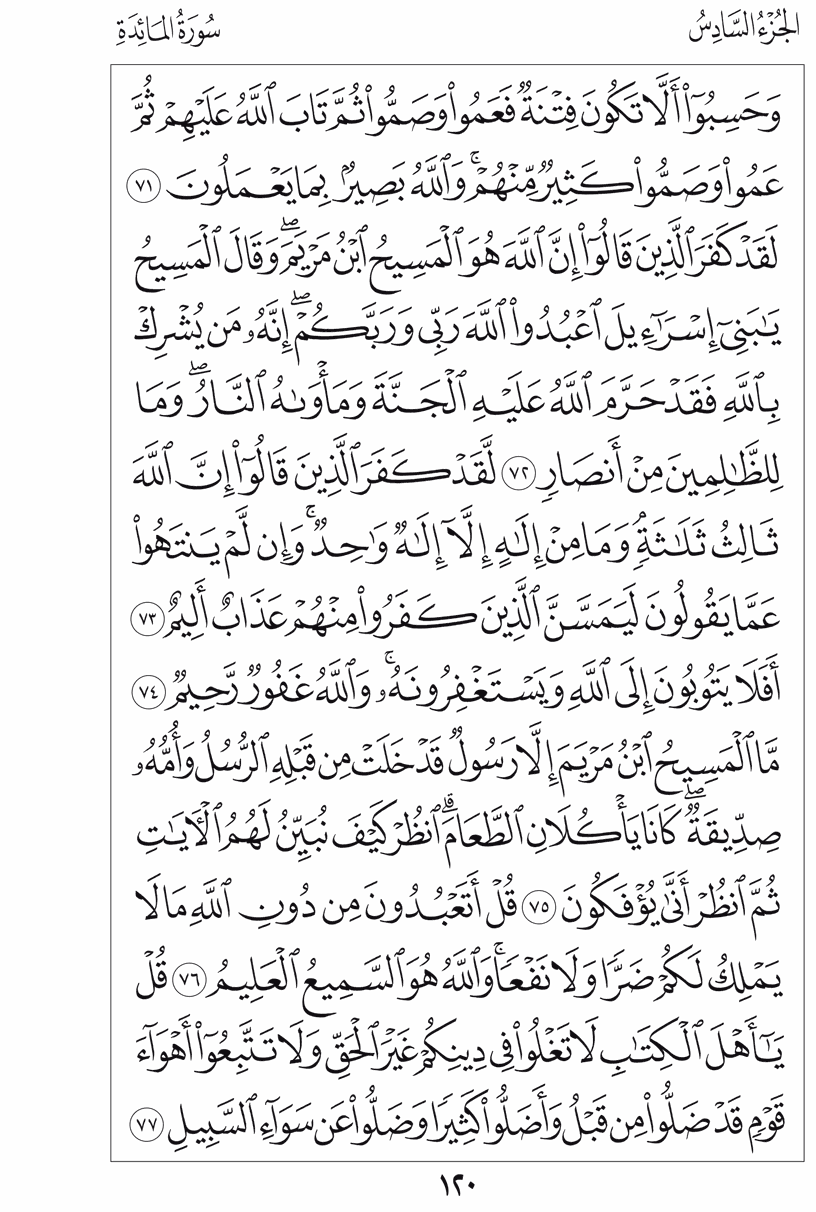 الجُزْءُ السَّادِسُ
سُورَةُ المَائِدَةِ
وَحَسِبُوٓا۟ أَلَّا تَكُونَ فِتْنَةٌ فَعَمُوا۟ وَصَمُّوا۟ ثُمَّ تَابَ ٱللَّهُ عَلَيْهِمْ ثُمَّ
عَمُوا۟ وَصَمُّوا۟ كَثِيرٌ مِّنْهُمْ ۚ وَٱللَّهُ بَصِيرٌۢ بِمَا يَعْمَلُونَ ٧١
لَقَدْ كَفَرَ ٱلَّذِينَ قَالُوٓا۟ إِنَّ ٱللَّهَ هُوَ ٱلْمَسِيحُ ٱبْنُ مَرْيَمَ ۖ وَقَالَ ٱلْمَسِيحُ
يَٰبَنِىٓ إِسْرَٰٓءِيلَ ٱعْبُدُوا۟ ٱللَّهَ رَبِّى وَرَبَّكُمْ ۖ إِنَّهُۥ مَن يُشْرِكْ
بِٱللَّهِ فَقَدْ حَرَّمَ ٱللَّهُ عَلَيْهِ ٱلْجَنَّةَ وَمَأْوَىٰهُ ٱلنَّارُ ۖ وَمَا
لِلظَّٰلِمِينَ مِنْ أَنصَارٍ ٧٢ لَّقَدْ كَفَرَ ٱلَّذِينَ قَالُوٓا۟ إِنَّ ٱللَّهَ
ثَالِثُ ثَلَٰثَةٍ ۘ وَمَا مِنْ إِلَٰهٍ إِلَّآ إِلَٰهٌ وَٰحِدٌ ۚ وَإِن لَّمْ يَنتَهُوا۟
عَمَّا يَقُولُونَ لَيَمَسَّنَّ ٱلَّذِينَ كَفَرُوا۟ مِنْهُمْ عَذَابٌ أَلِيمٌ ٧٣
أَفَلَا يَتُوبُونَ إِلَى ٱللَّهِ وَيَسْتَغْفِرُونَهُۥ ۚ وَٱللَّهُ غَفُورٌ رَّحِيمٌ ٧٤
مَّا ٱلْمَسِيحُ ٱبْنُ مَرْيَمَ إِلَّا رَسُولٌ قَدْ خَلَتْ مِن قَبْلِهِ ٱلرُّسُلُ وَأُمُّهُۥ
صِدِّيقَةٌ ۖ كَانَا يَأْكُلَانِ ٱلطَّعَامَ ۗ ٱنظُرْ كَيْفَ نُبَيِّنُ لَهُمُ ٱلْءَايَٰتِ
ثُمَّ ٱنظُرْ أَنَّىٰ يُؤْفَكُونَ ٧٥ قُلْ أَتَعْبُدُونَ مِن دُونِ ٱللَّهِ مَا لَا
يَمْلِكُ لَكُمْ ضَرًّا وَلَا نَفْعًا ۚ وَٱللَّهُ هُوَ ٱلسَّمِيعُ ٱلْعَلِيمُ ٧٦ قُلْ
يَٰٓأَهْلَ ٱلْكِتَٰبِ لَا تَغْلُوا۟ فِى دِينِكُمْ غَيْرَ ٱلْحَقِّ وَلَا تَتَّبِعُوٓا۟ أَهْوَآءَ
قَوْمٍ قَدْ ضَلُّوا۟ مِن قَبْلُ وَأَضَلُّوا۟ كَثِيرًا وَضَلُّوا۟ عَن سَوَآءِ ٱلسَّبِيلِ ٧٧
١٢٠